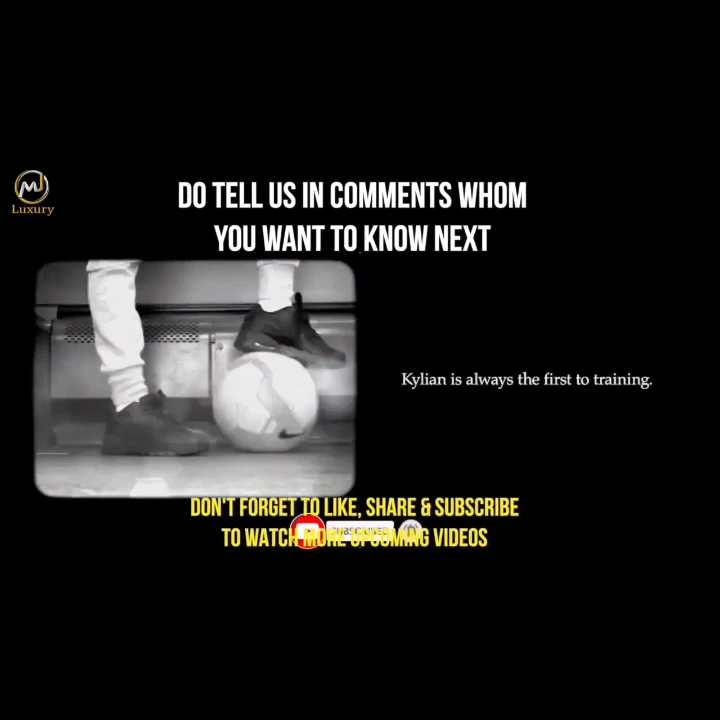 DO TELL US IN COMMENTS WHOM
YOU WANT TO KNOW NEXT
MJ
Luxury
Kylian is always the first to training.
DON'T FORGET TO LIKE, SHARE & SUBSCRIBE
TO WATCH MORE UPCOMING VIDEOS